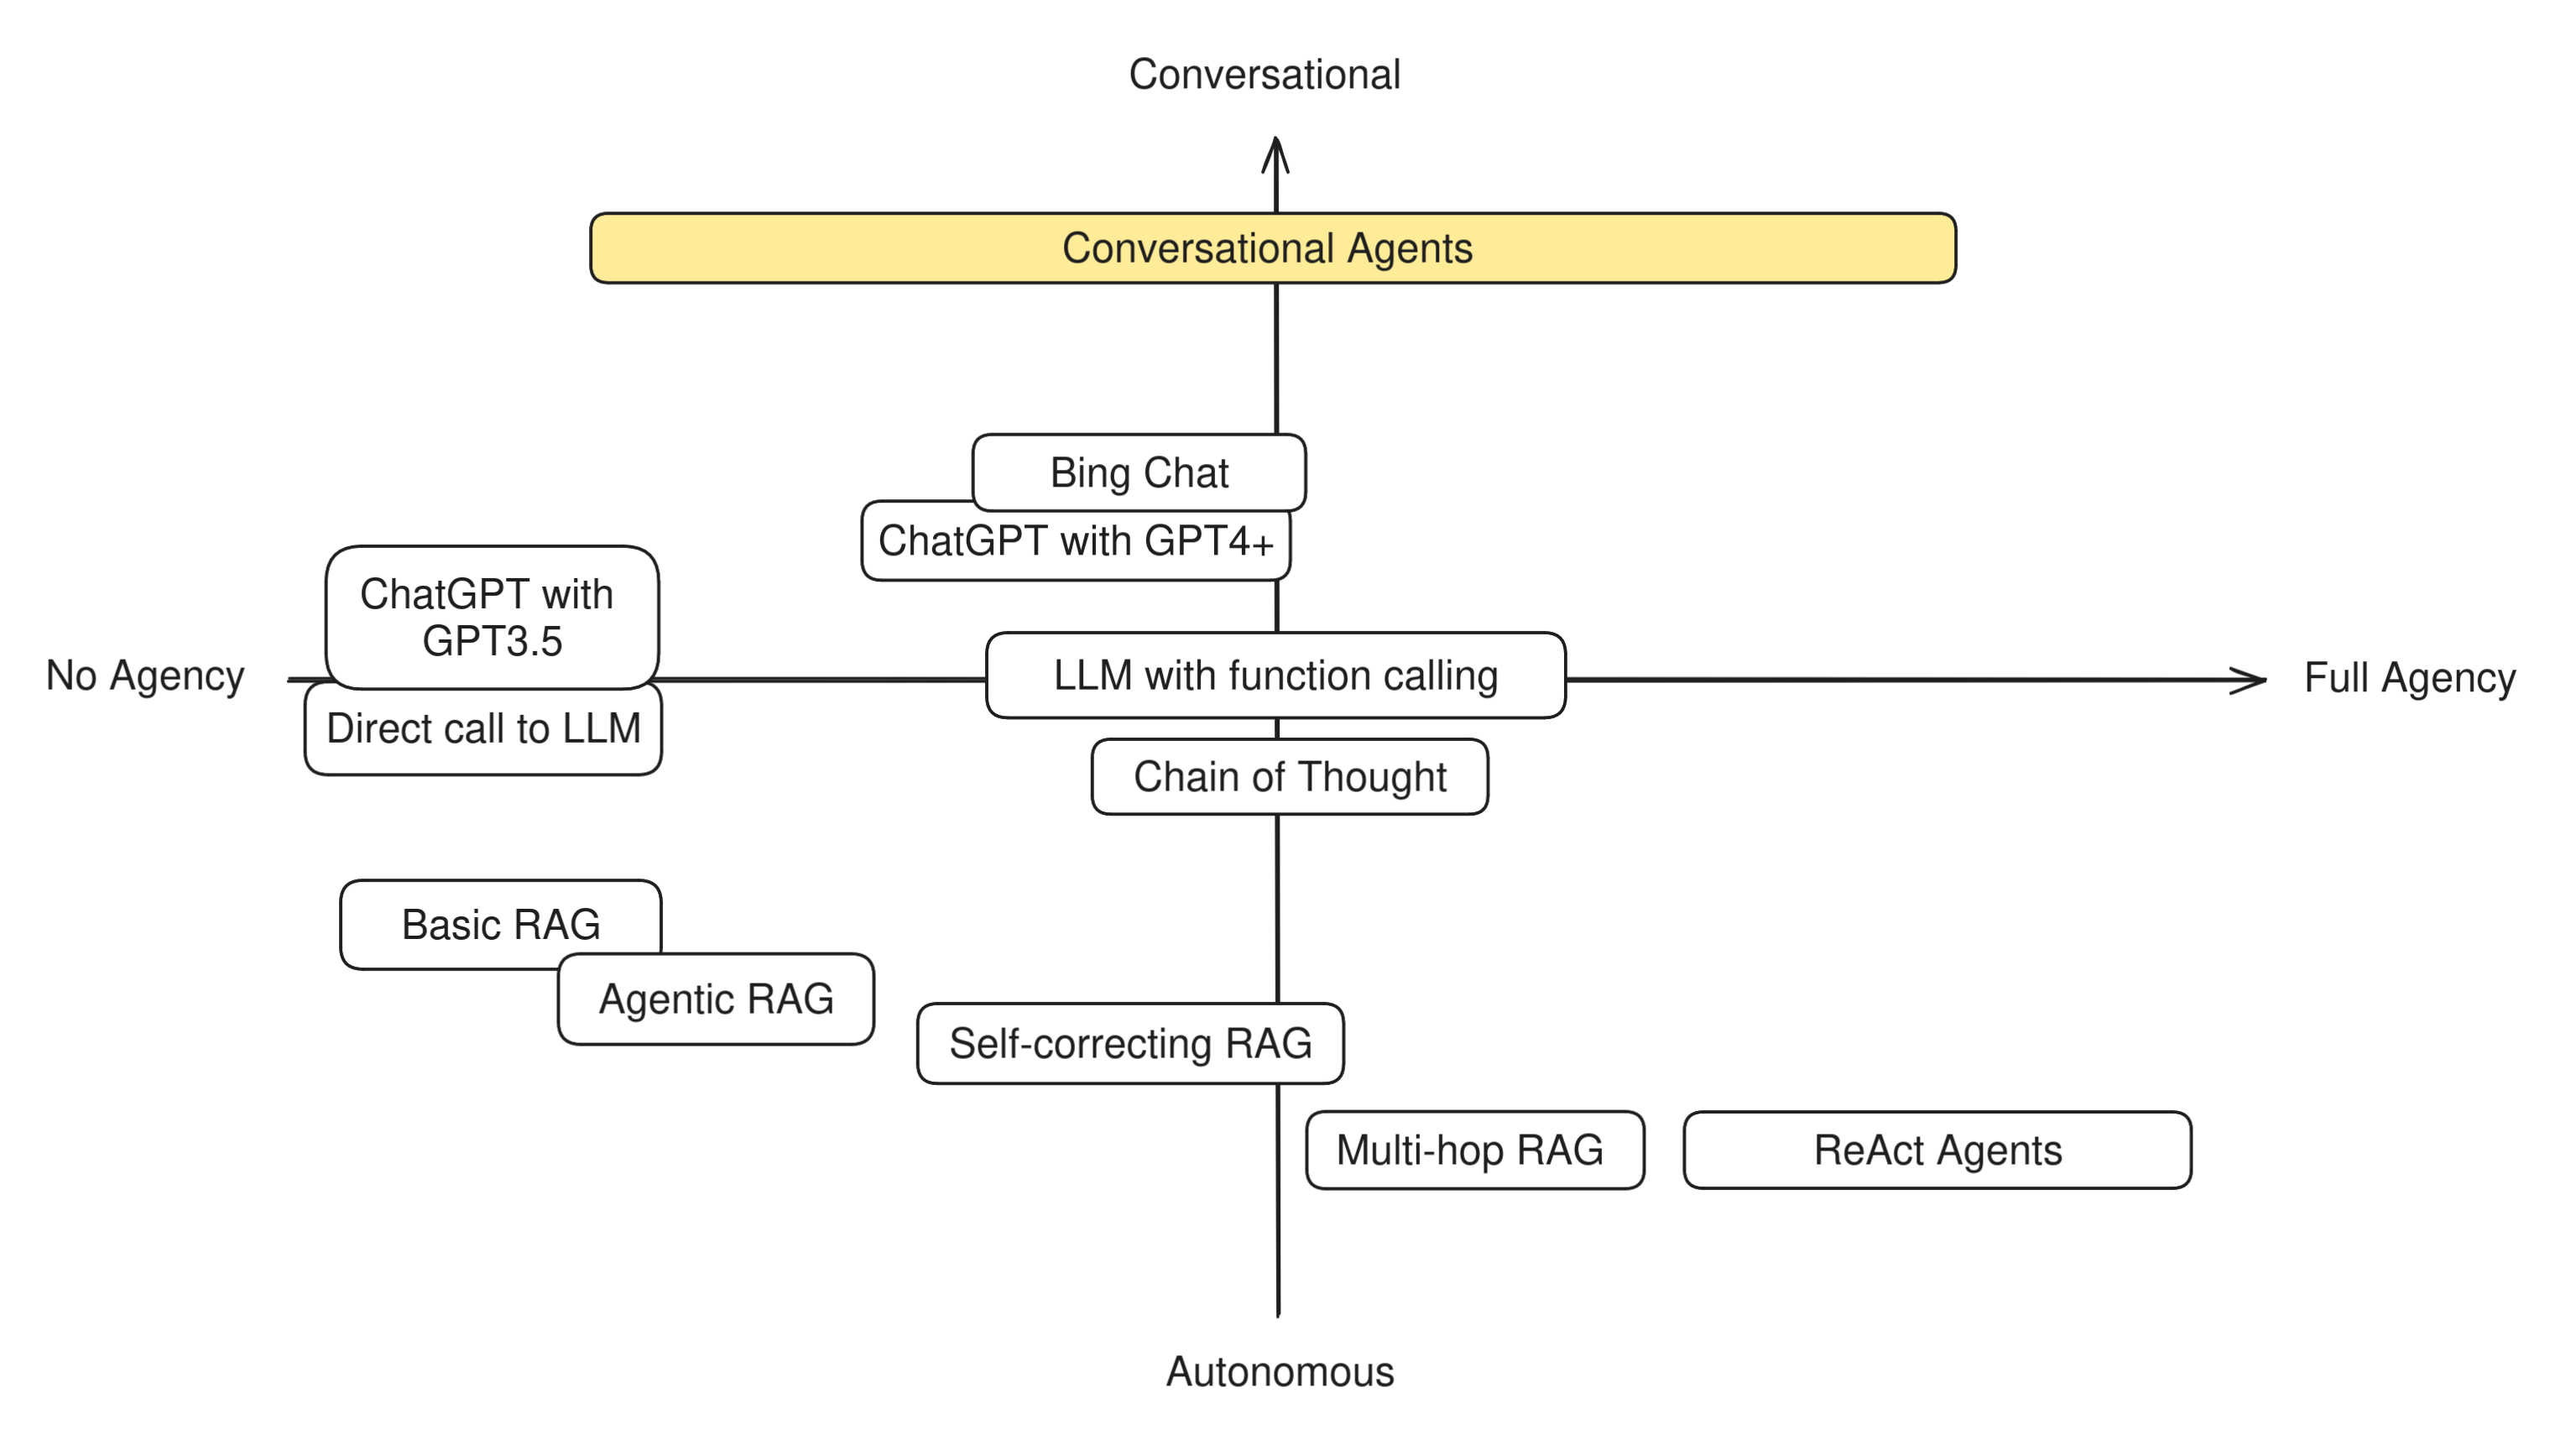 Conversational
Conversational Agents
Bing Chat
ChatGPT with GPT4+
ChatGPT with
GPT3.5
No Agency
LLM with function calling
Full Agency
Direct call to LLM
Chain of Thought
Basic RAG
Agentic RAG
Self-correcting RAG
Multi-hop RAG
ReAct Agents
Autonomous